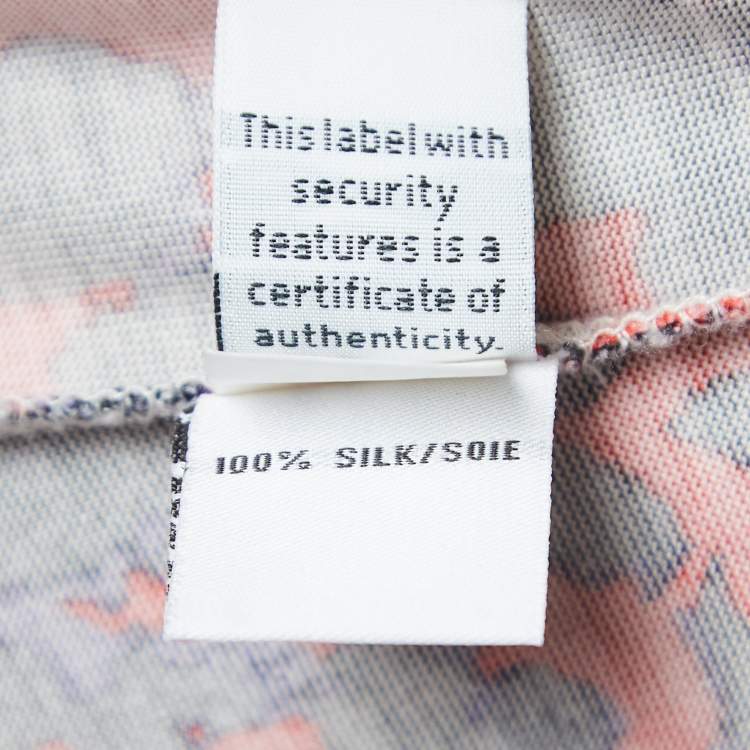 This label with
security
features is a
certificate of
authenticity.
100% SILK/SOIE